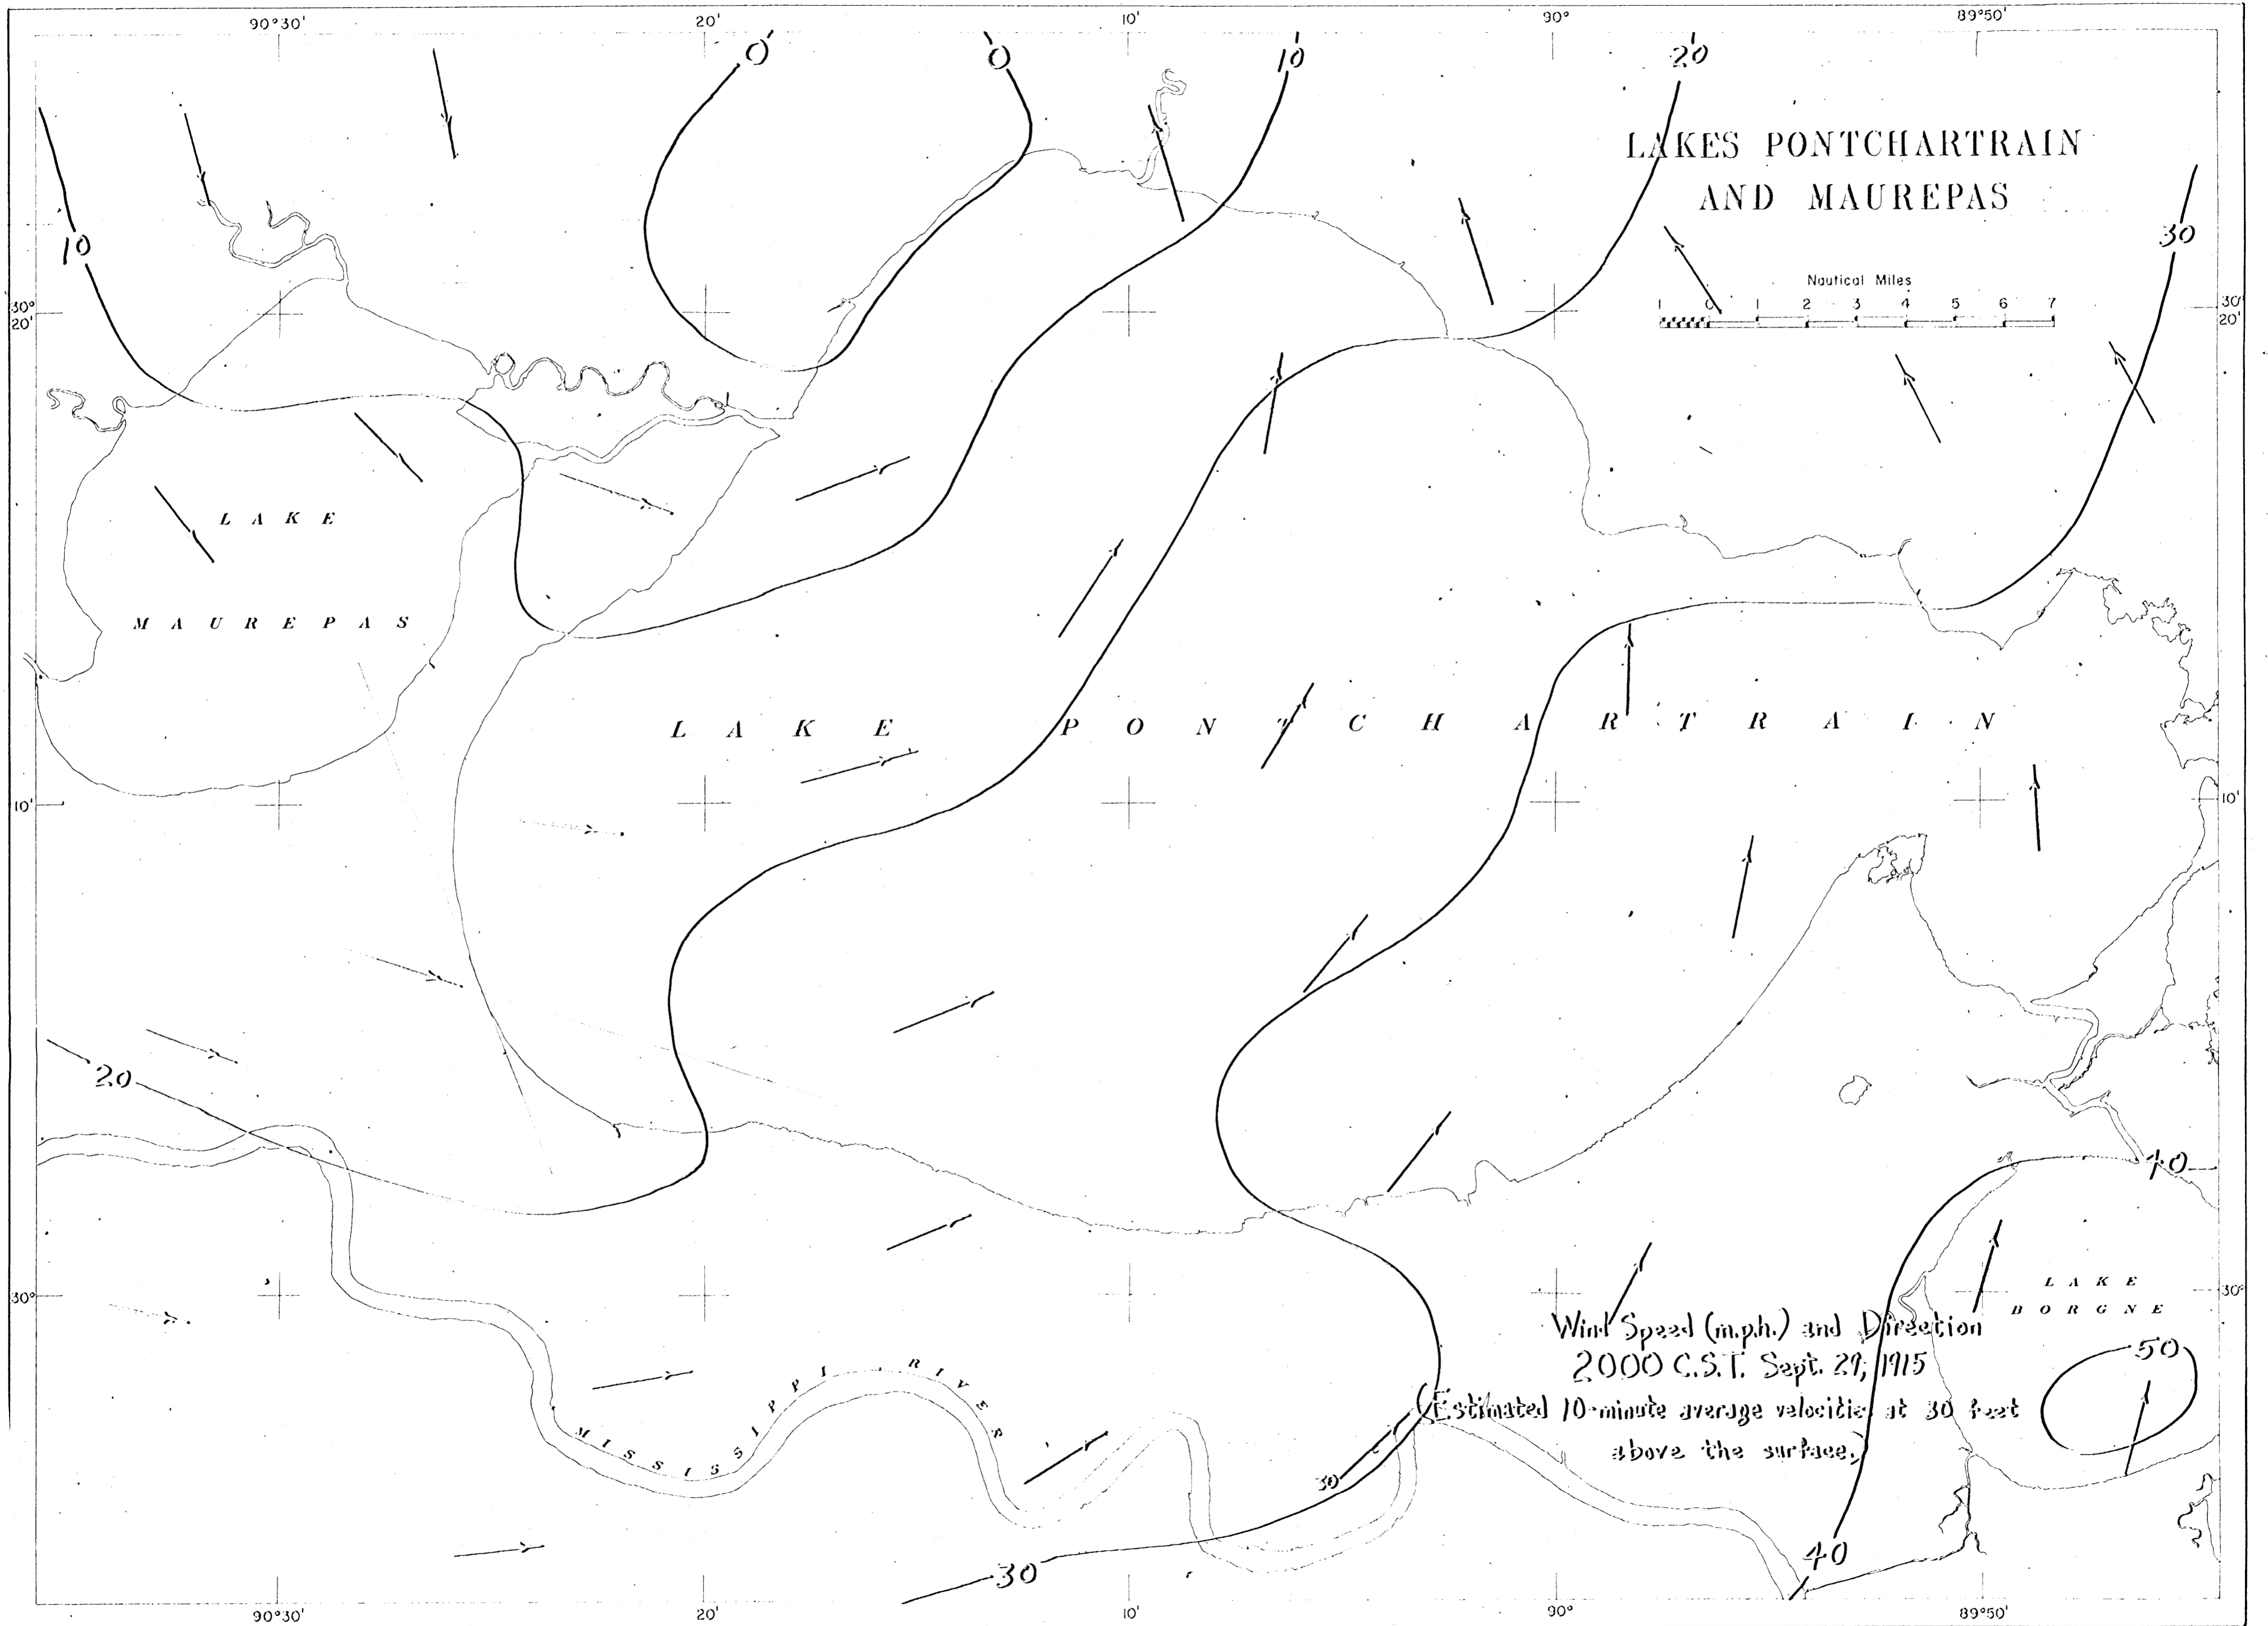 90°30'
20'
10'
90°
89°50'
0
0
10
20
LAKES PONTCHARTRAIN
AND MAUREPAS
10
30
Nautical Miles
1 0 1 2 3 4 5 6 7
30°
20'
30°
20'
LAKE
MAUREPAS
LAKE PONTCHARTRAIN
10'
10'
20
40
30°
30°
LAKE
BORGNE
Wind Speed (m.p.h.) and Direction
2000 C.S.T. Sept. 29, 1915
(Estimated 10-minute average velocities at 30 feet
above the surface.)
50
MISSISSIPPI RIVER
30
30
40
90°30'
20'
10'
90°
89°50'